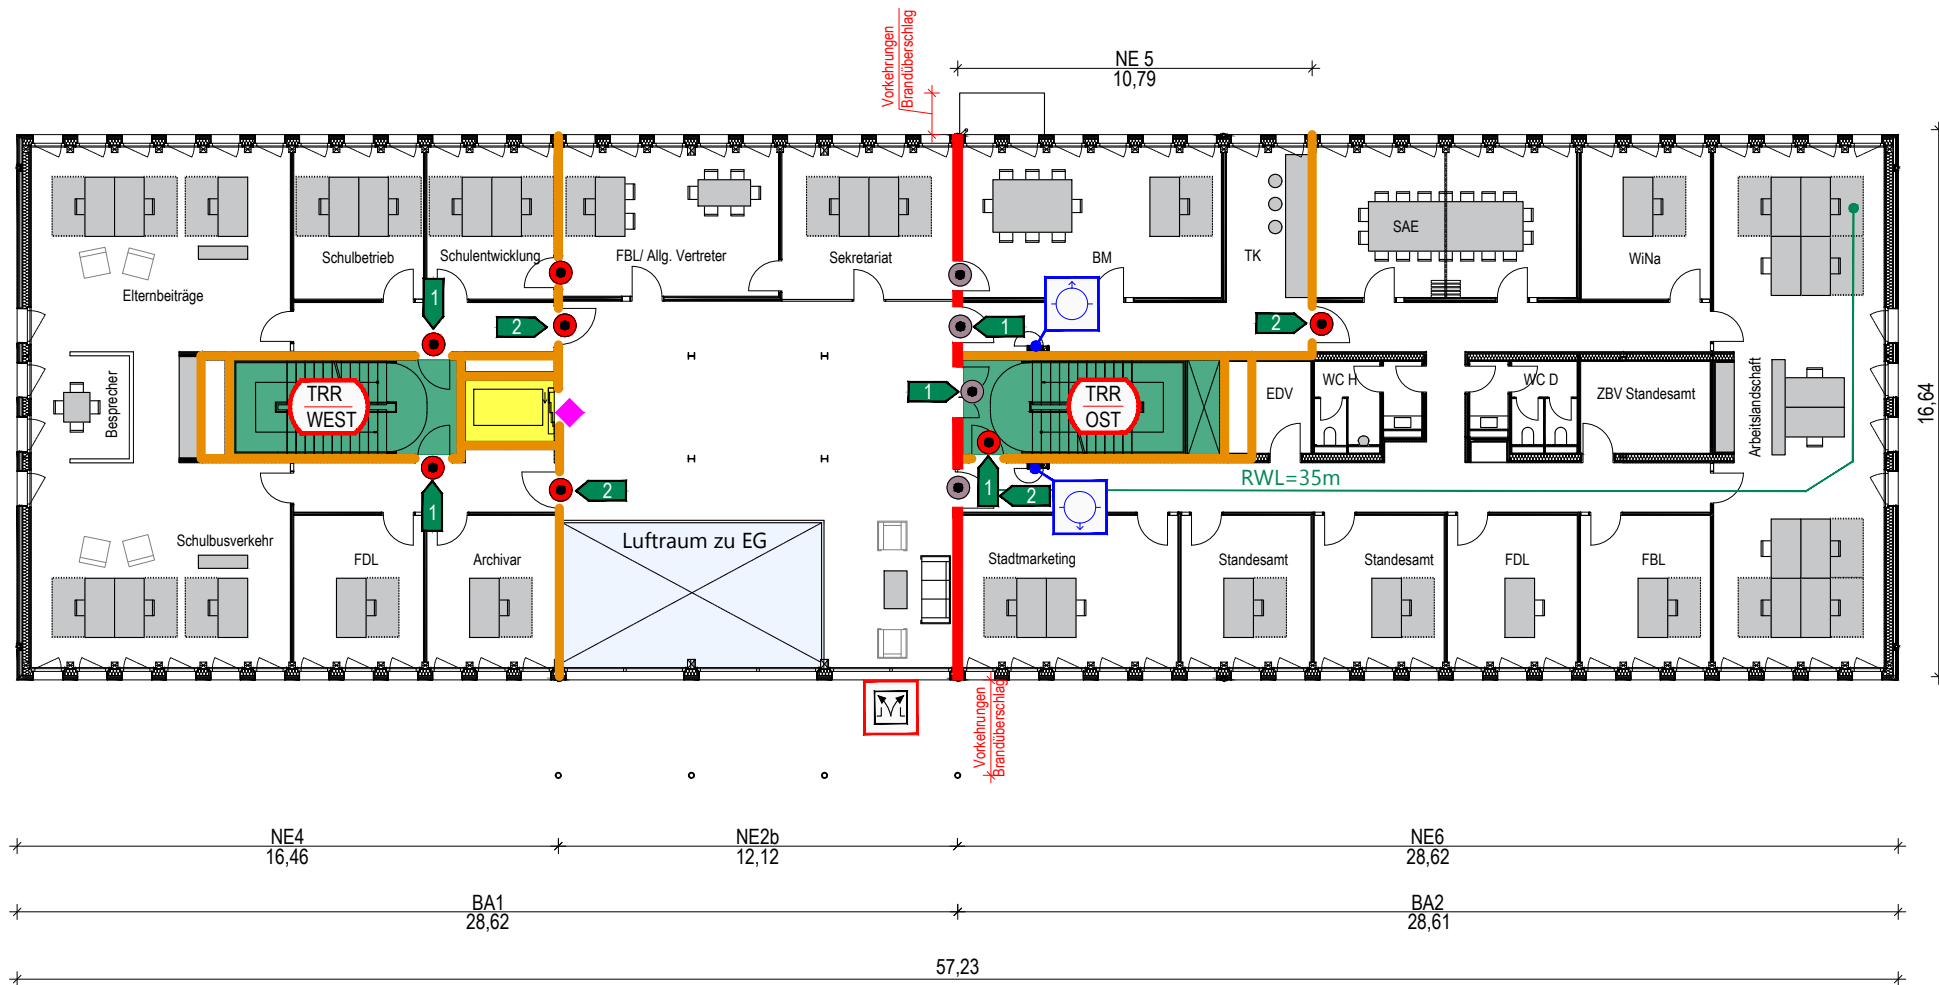 Vorkehrungen
Brandüberschlag
NE 5
10,79
Schulbetrieb
Schulentwicklung
FBL/ Allg. Vertreter
Sekretariat
BM
TK
SAE
WiNa
Elternbeiträge
1
2
1
2
16,64
Besprecher
TRR
WEST
1
TRR
OST
EDV
WC H
WC D
ZBV Standesamt
Arbeitslandschaft
RWL=35m
1
2
1
2
Schulbusverkehr
FDL
Archivar
Luftraum zu EG
Stadtmarketing
Standesamt
Standesamt
FDL
FBL
Vorkehrungen
Brandüberschlag
NE4
16,46
NE2b
12,12
NE6
28,62
BA1
28,62
BA2
28,61
57,23